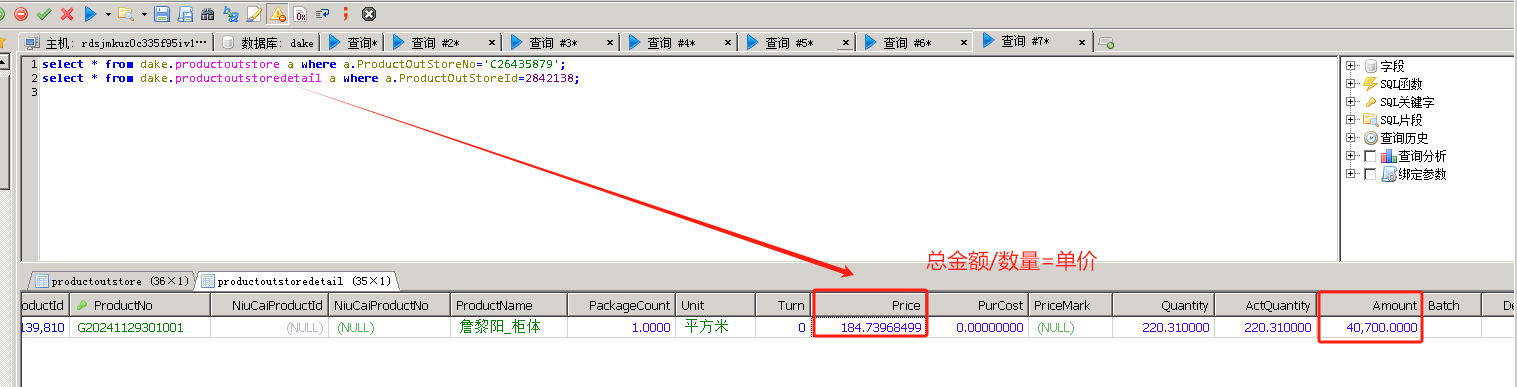 主机: rdsjmkuz0c335f95iv1···
数据库: dake
查询*
查询 #2*
查询 #3*
查询 #4*
查询 #5*
查询 #6*
查询 #7*
1 select * from dake.productoutstore a where a.ProductOutStoreNo='C26435879';
2 select * from dake.productoutstoredetail a where a.ProductOutStoreId=2842138;
3
字段
SQL函数
SQL关键字
SQL片段
查询历史
查询分析
绑定参数
总金额/数量=单价
productoutstore (36×1) productoutstoredetail (35×1)
oductId ProductNo NiuCaiProductId NiuCaiProductNo ProductName PackageCount Unit Turn Price PurCost PriceMark Quantity ActQuantity Amount Batch De
139,810 G20241129301001 (NULL) (NULL) 詹黎阳_柜体 1.0000 平方米 0 184.73968499 0.00000000 (NULL) 220.310000 220.310000 40,700.0000